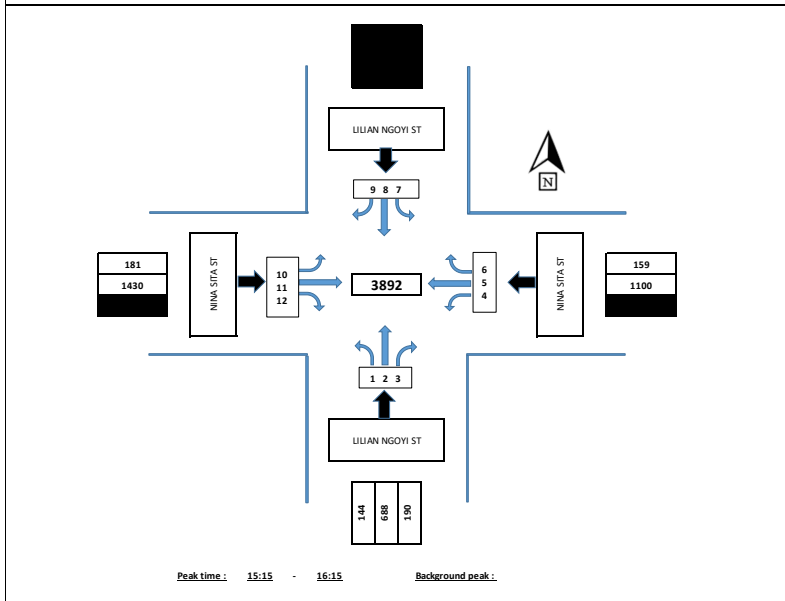 LILIAN NGOYI ST
9 8 7
N
181
1430
NINA SITA ST
10
11
12
3892
6
5
4
NINA SITA ST
159
1100
1 2 3
LILIAN NGOYI ST
144
688
190
Peak time : 15:15 - 16:15 Background peak :